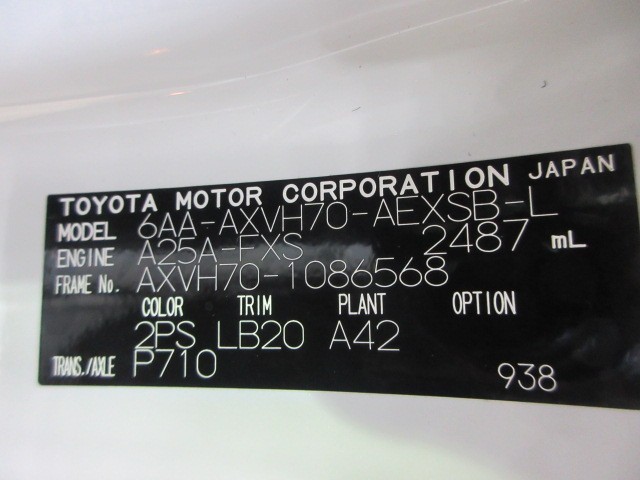 TOYOTA MOTOR CORPORATION JAPAN
MODEL 6AA-AXVH70-AEXSB-L
ENGINE A25A-FXS 2487 mL
FRAME No. AXVH70-1086568
COLOR TRIM PLANT OPTION
2PS LB20 A42
TRANS./AXLE P710
938